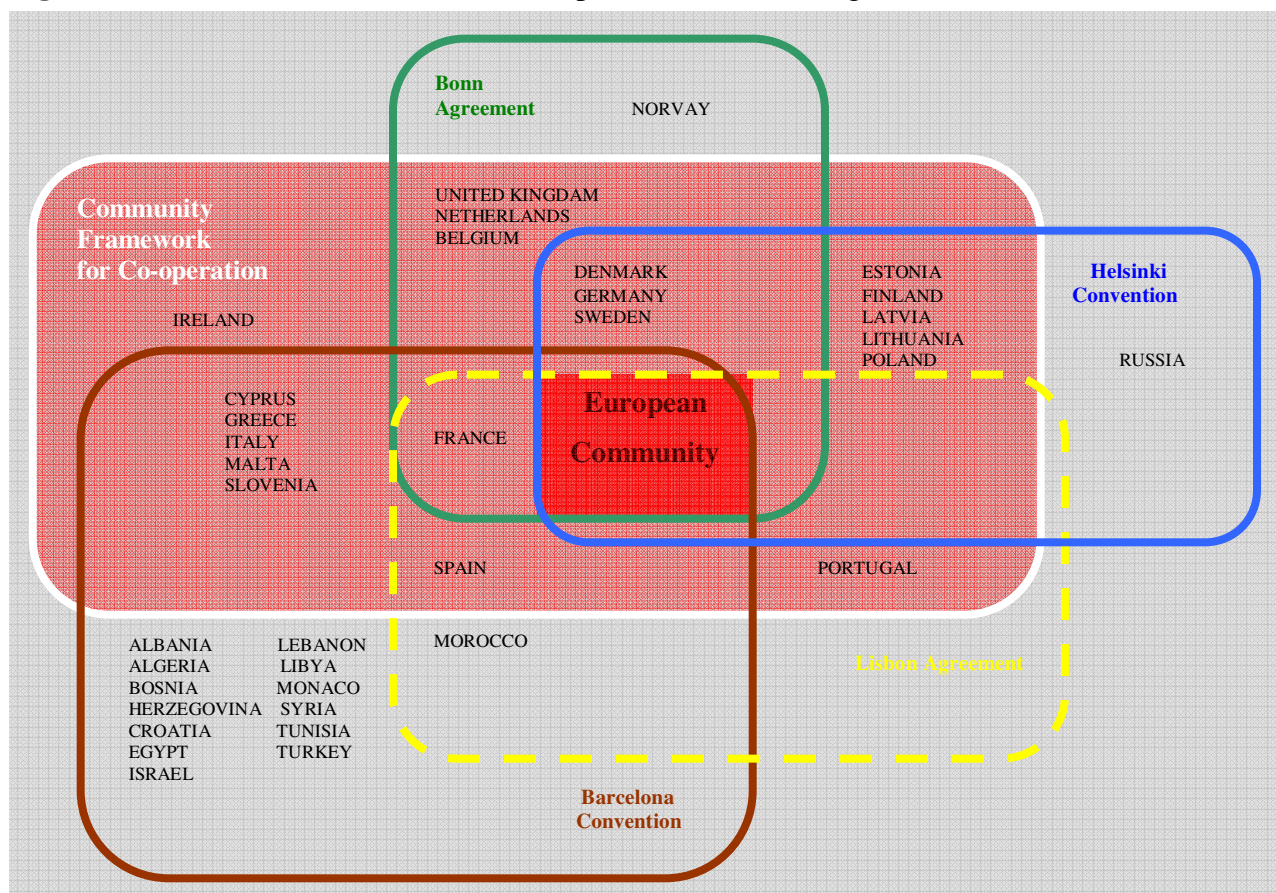 Bonn
Agreement
NORVAY
UNITED KINGDAM
NETHERLANDS
BELGIUM
Community
Framework
for Co-operation
DENMARK
GERMANY
SWEDEN
ESTONIA
FINLAND
LATVIA
LITHUANIA
POLAND
Helsinki
Convention
IRELAND
RUSSIA
CYPRUS
GREECE
ITALY
MALTA
SLOVENIA
FRANCE
European
Community
SPAIN
PORTUGAL
ALBANIA
ALGERIA
BOSNIA
HERZEGOVINA
CROATIA
EGYPT
ISRAEL
LEBANON
LIBYA
MONACO
SYRIA
TUNISIA
TURKEY
MOROCCO
Lisbon Agreement
Barcelona
Convention